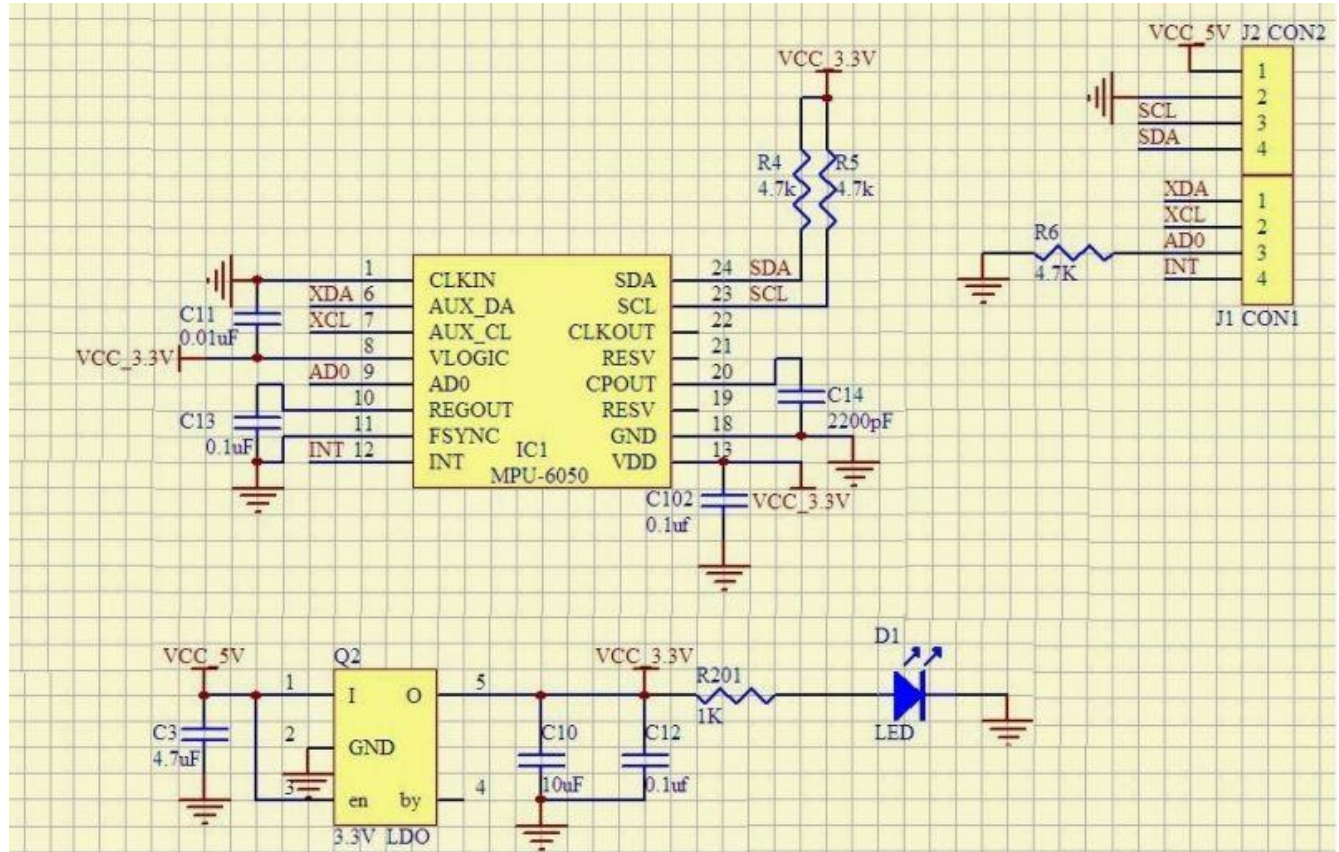 VCC_5V J2 CON2
1
2
SCL 3
SDA 4
XDA 1
XCL 2
AD0 3
INT 4
J1 CON1
R6
4.7K
VCC_3.3V
R4
4.7k
R5
4.7k
1 CLKIN
XDA 6 AUX_DA
XCL 7 AUX_CL
8 VLOGIC
AD0 9 AD0
10 REGOUT
11 FSYNC
INT 12 INT
C11
0.01uF
VCC_3.3V
C13
0.1uF
IC1
MPU-6050
SDA 24 SDA
SCL 23 SCL
CLKOUT 22
RESV 21
CPOUT 20
RESV 19
GND 18
VDD 13
C14
2200pF
C102
0.1uf
VCC_3.3V
VCC_5V
C3
4.7uF
Q2
1 I O 5
2 GND
3 en by 4
3.3V LDO
VCC_3.3V
C10
10uF
C12
0.1uf
R201
1K
D1
LED